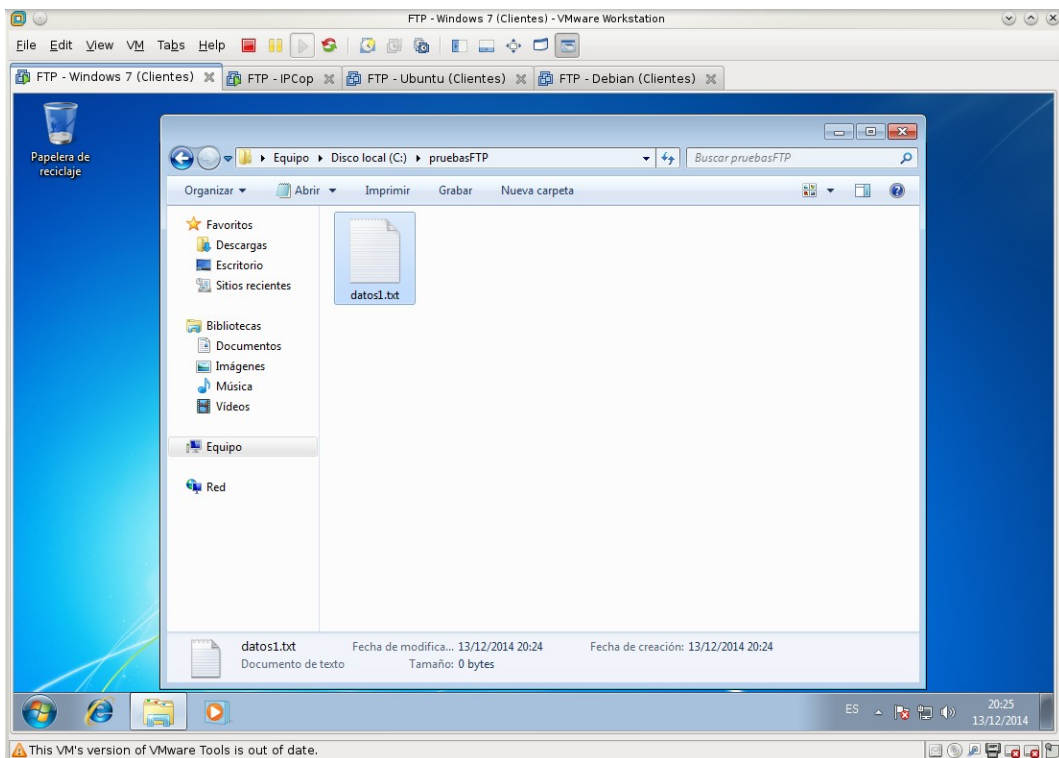 FTP - Windows 7 (Clientes) - VMware Workstation
File Edit View VM Tabs Help
FTP - Windows 7 (Clientes) FTP - IPCop FTP - Ubuntu (Clientes) FTP - Debian (Clientes)
Papelera de
reciclaje
Equipo Disco local (C:) pruebasFTP Buscar pruebasFTP
Organizar Abrir Imprimir Grabar Nueva carpeta
Favoritos
Descargas
Escritorio
Sitios recientes
Bibliotecas
Documentos
Imágenes
Música
Vídeos
Equipo
Red
datos1.txt
datos1.txt Fecha de modifica... 13/12/2014 20:24 Fecha de creación: 13/12/2014 20:24
Documento de texto Tamaño: 0 bytes
ES 20:25
13/12/2014
This VM's version of VMware Tools is out of date.